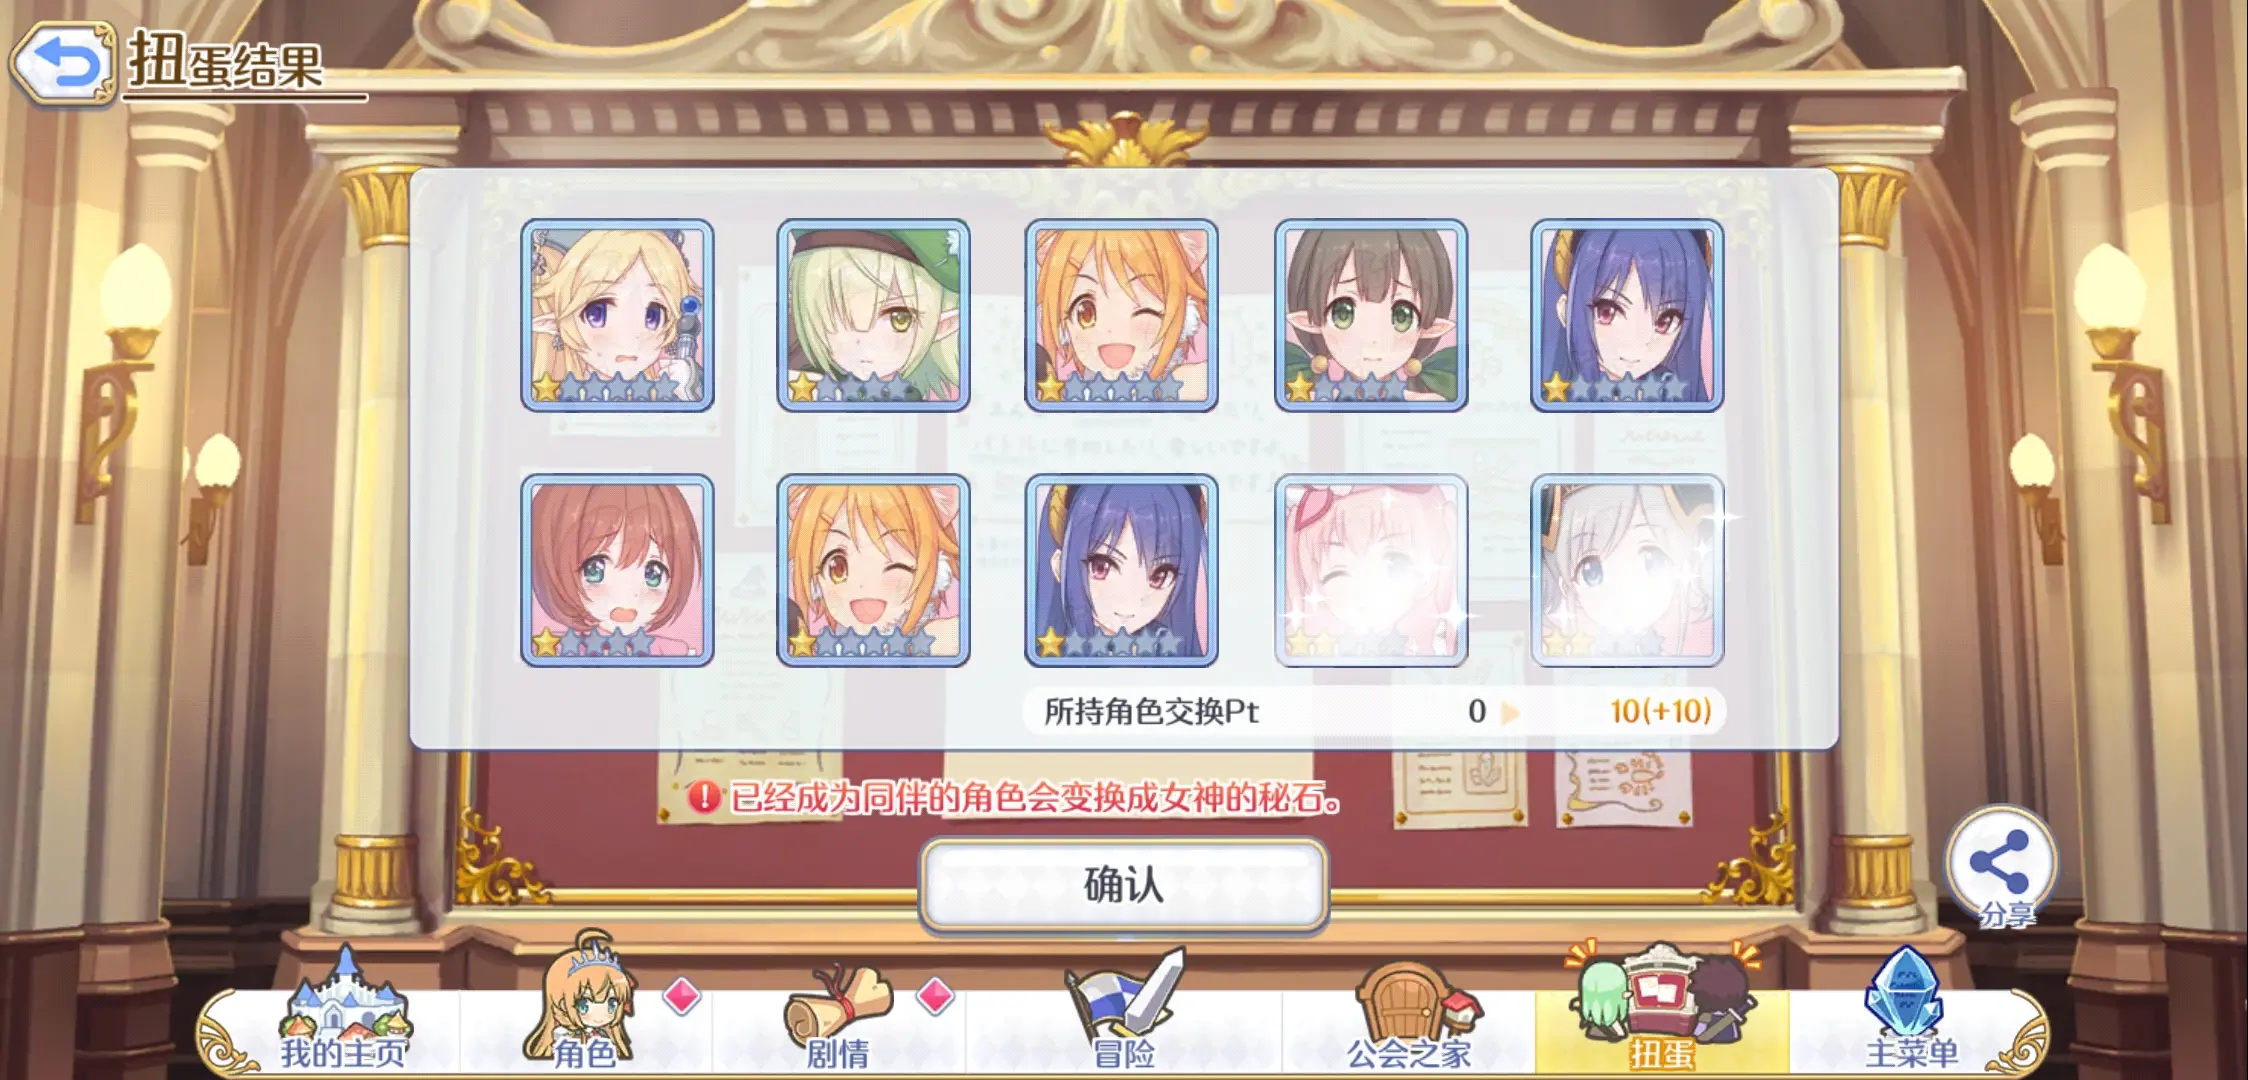 扭蛋结果
所持角色交换Pt 0 10(+10)
已经成为同伴的角色会变换成女神的秘石。
确认
分享
我的主页 角色 剧情 冒险 公会之家 扭蛋 主菜单